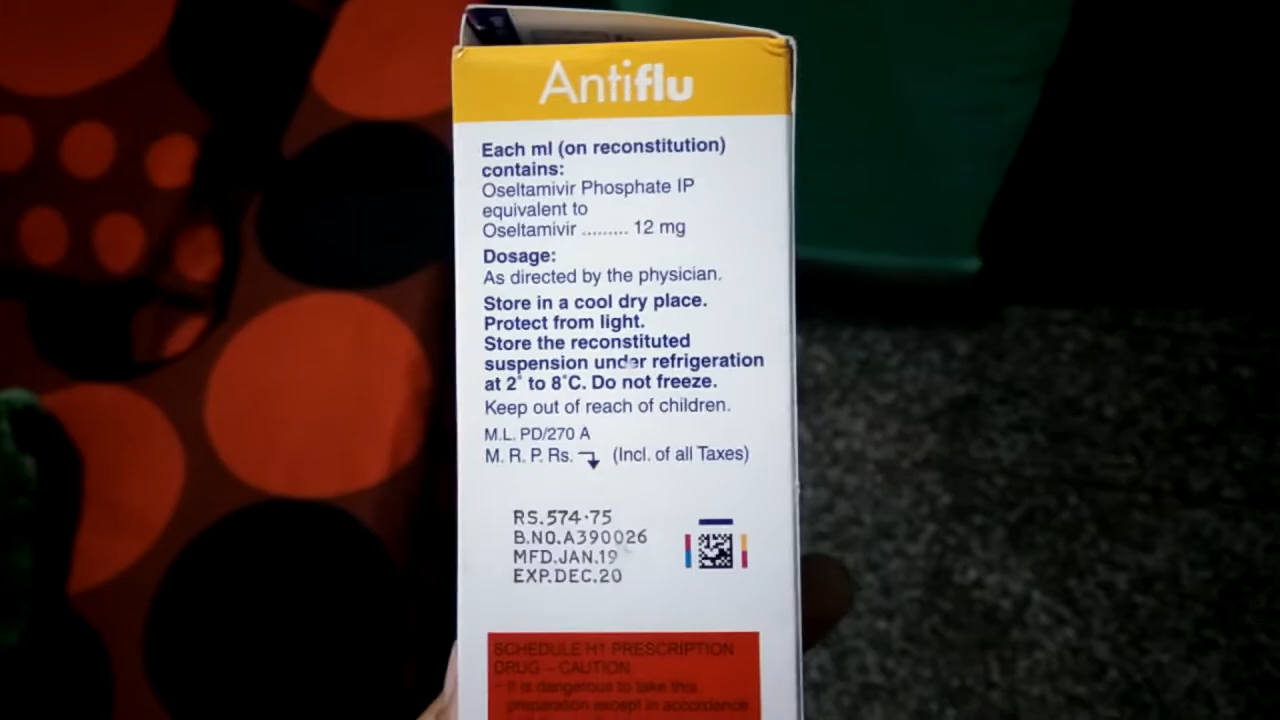 Antiflu
Each ml (on reconstitution)
contains:
Oseltamivir Phosphate IP
equivalent to
Oseltamivir ......... 12 mg
Dosage:
As directed by the physician.
Store in a cool dry place.
Protect from light.
Store the reconstituted
suspension under refrigeration
at 2° to 8°C. Do not freeze.
Keep out of reach of children.
M.L. PD/270 A
M. R. P. Rs. (Incl. of all Taxes)
RS.574·75
B.NO.A390026
MFD.JAN.19
EXP.DEC.20
SCHEDULE H1 PRESCRIPTION
DRUG – CAUTION
– It is dangerous to take this
preparation except in accordance